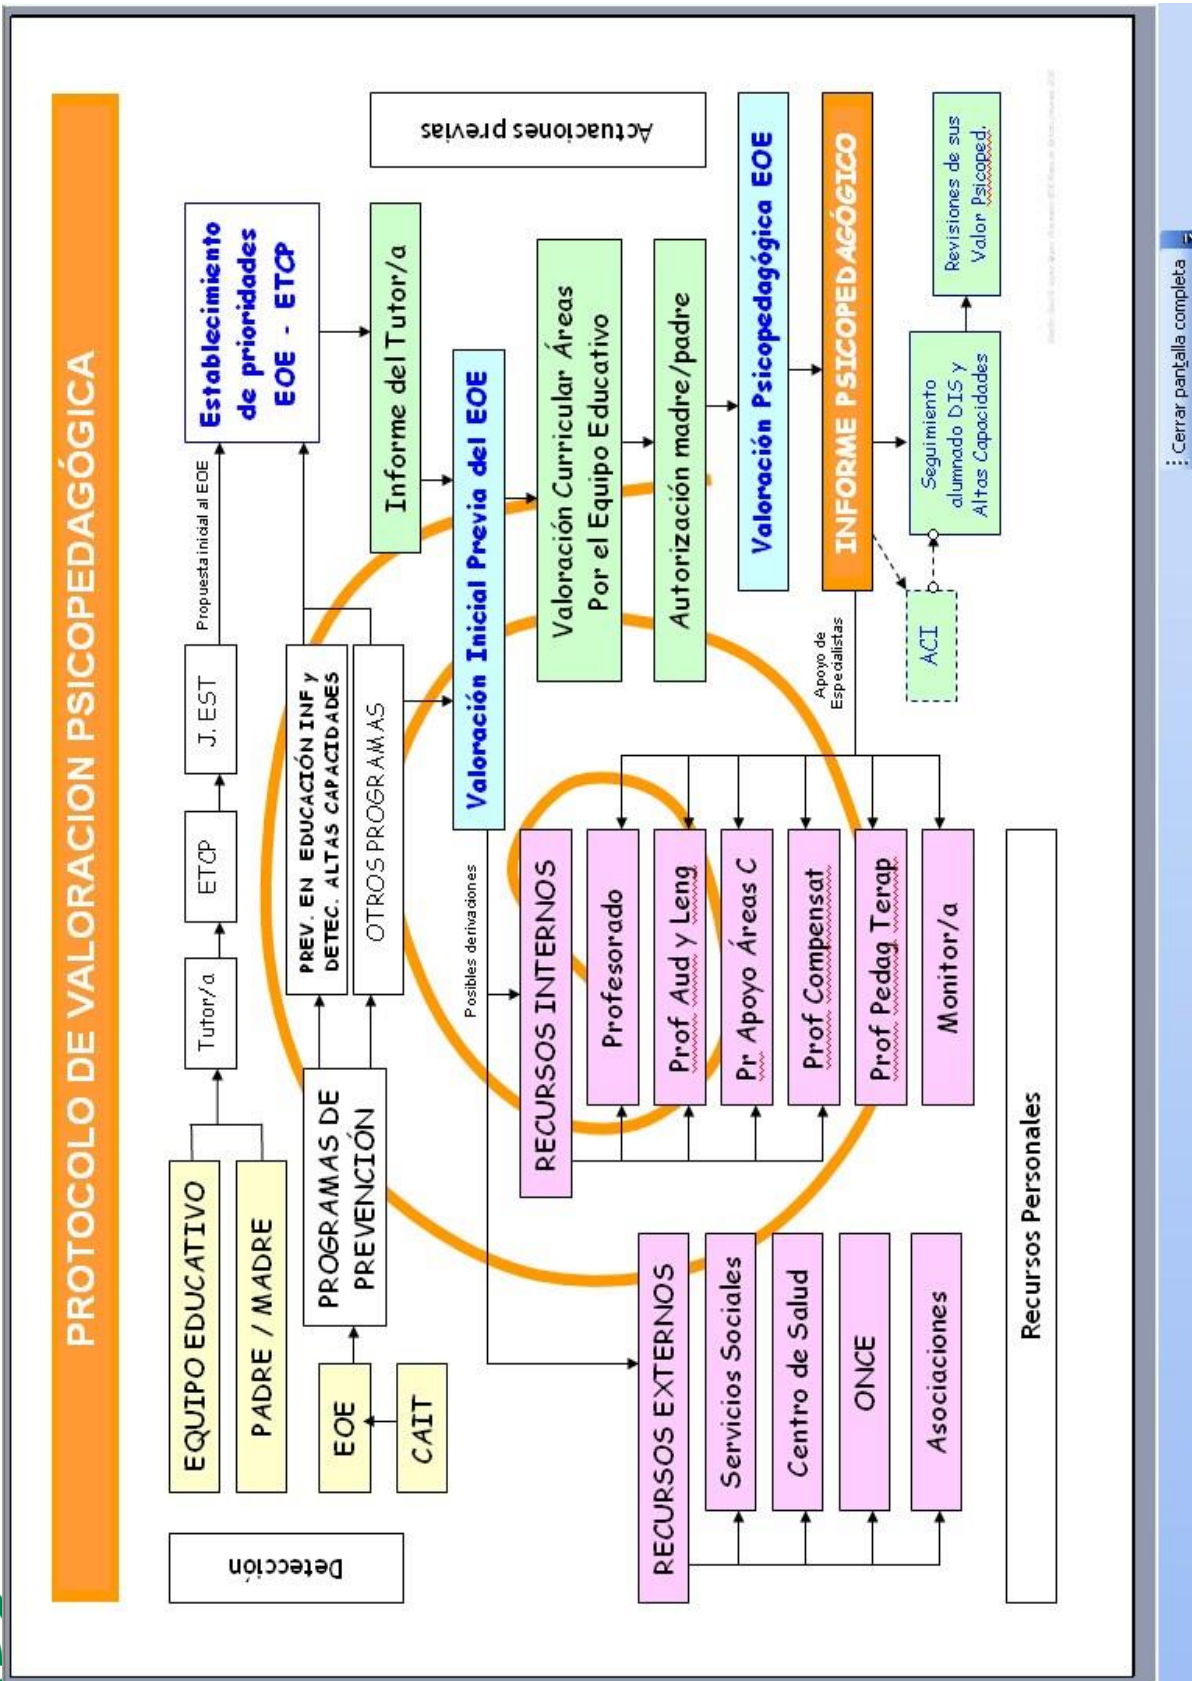 PROTOCOLO DE VALORACION PSICOPEDAGÓGICA
Detección
EQUIPO EDUCATIVO
PADRE / MADRE
EOE
CAIT
PROGRAMAS DE
PREVENCIÓN
Tutor/a
ETCP
J. EST
Propuesta inicial al EOE
PREV. EN EDUCACIÓN INF y
DETEC. ALTAS CAPACIDADES
OTROS PROGRAMAS
Establecimiento
de prioridades
EOE - ETCP
Actuaciones previas
Informe del Tutor/a
Valoración Inicial Previa del EOE
Posibles derivaciones
Valoración Curricular Áreas
Por el Equipo Educativo
Autorización madre/padre
Valoración Psicopedagógica EOE
INFORME PSICOPEDAGÓGICO
Apoyo de
Especialistas
ACI
Seguimiento
alumnado DIS y
Altas Capacidades
Revisiones de sus
Valor Psicoped.
RECURSOS INTERNOS
Profesorado
Prof Aud y Leng
Pr Apoyo Áreas C
Prof Compensat
Prof Pedag Terap
Monitor/a
RECURSOS EXTERNOS
Servicios Sociales
Centro de Salud
ONCE
Asociaciones
Recursos Personales
Cerrar pantalla completa